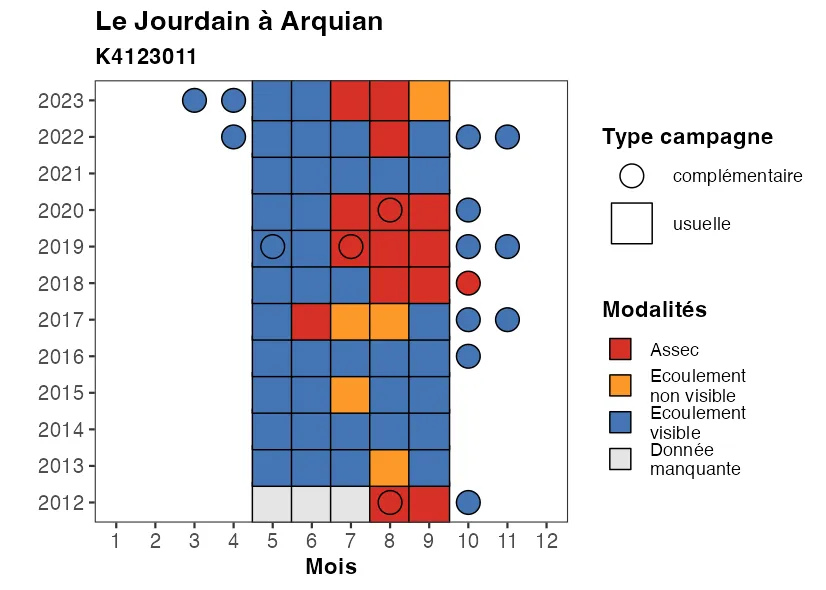 Le Jourdain à Arquian
K4123011
2023
2022
2021
2020
2019
2018
2017
2016
2015
2014
2013
2012
1 2 3 4 5 6 7 8 9 10 11 12
Mois
Type campagne
complémentaire
usuelle
Modalités
Assec
Ecoulement
non visible
Ecoulement
visible
Donnée
manquante